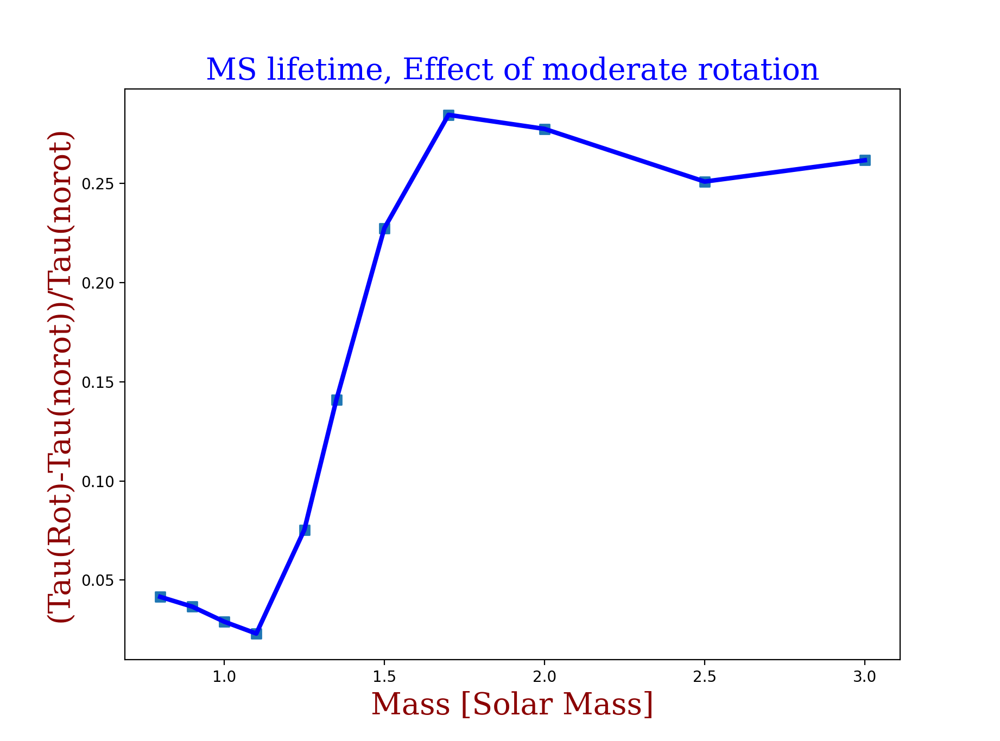 MS lifetime, Effect of moderate rotation
(Tau(Rot)-Tau(norot))/Tau(norot)
0.25
0.20
0.15
0.10
0.05
1.0 1.5 2.0 2.5 3.0
Mass [Solar Mass]